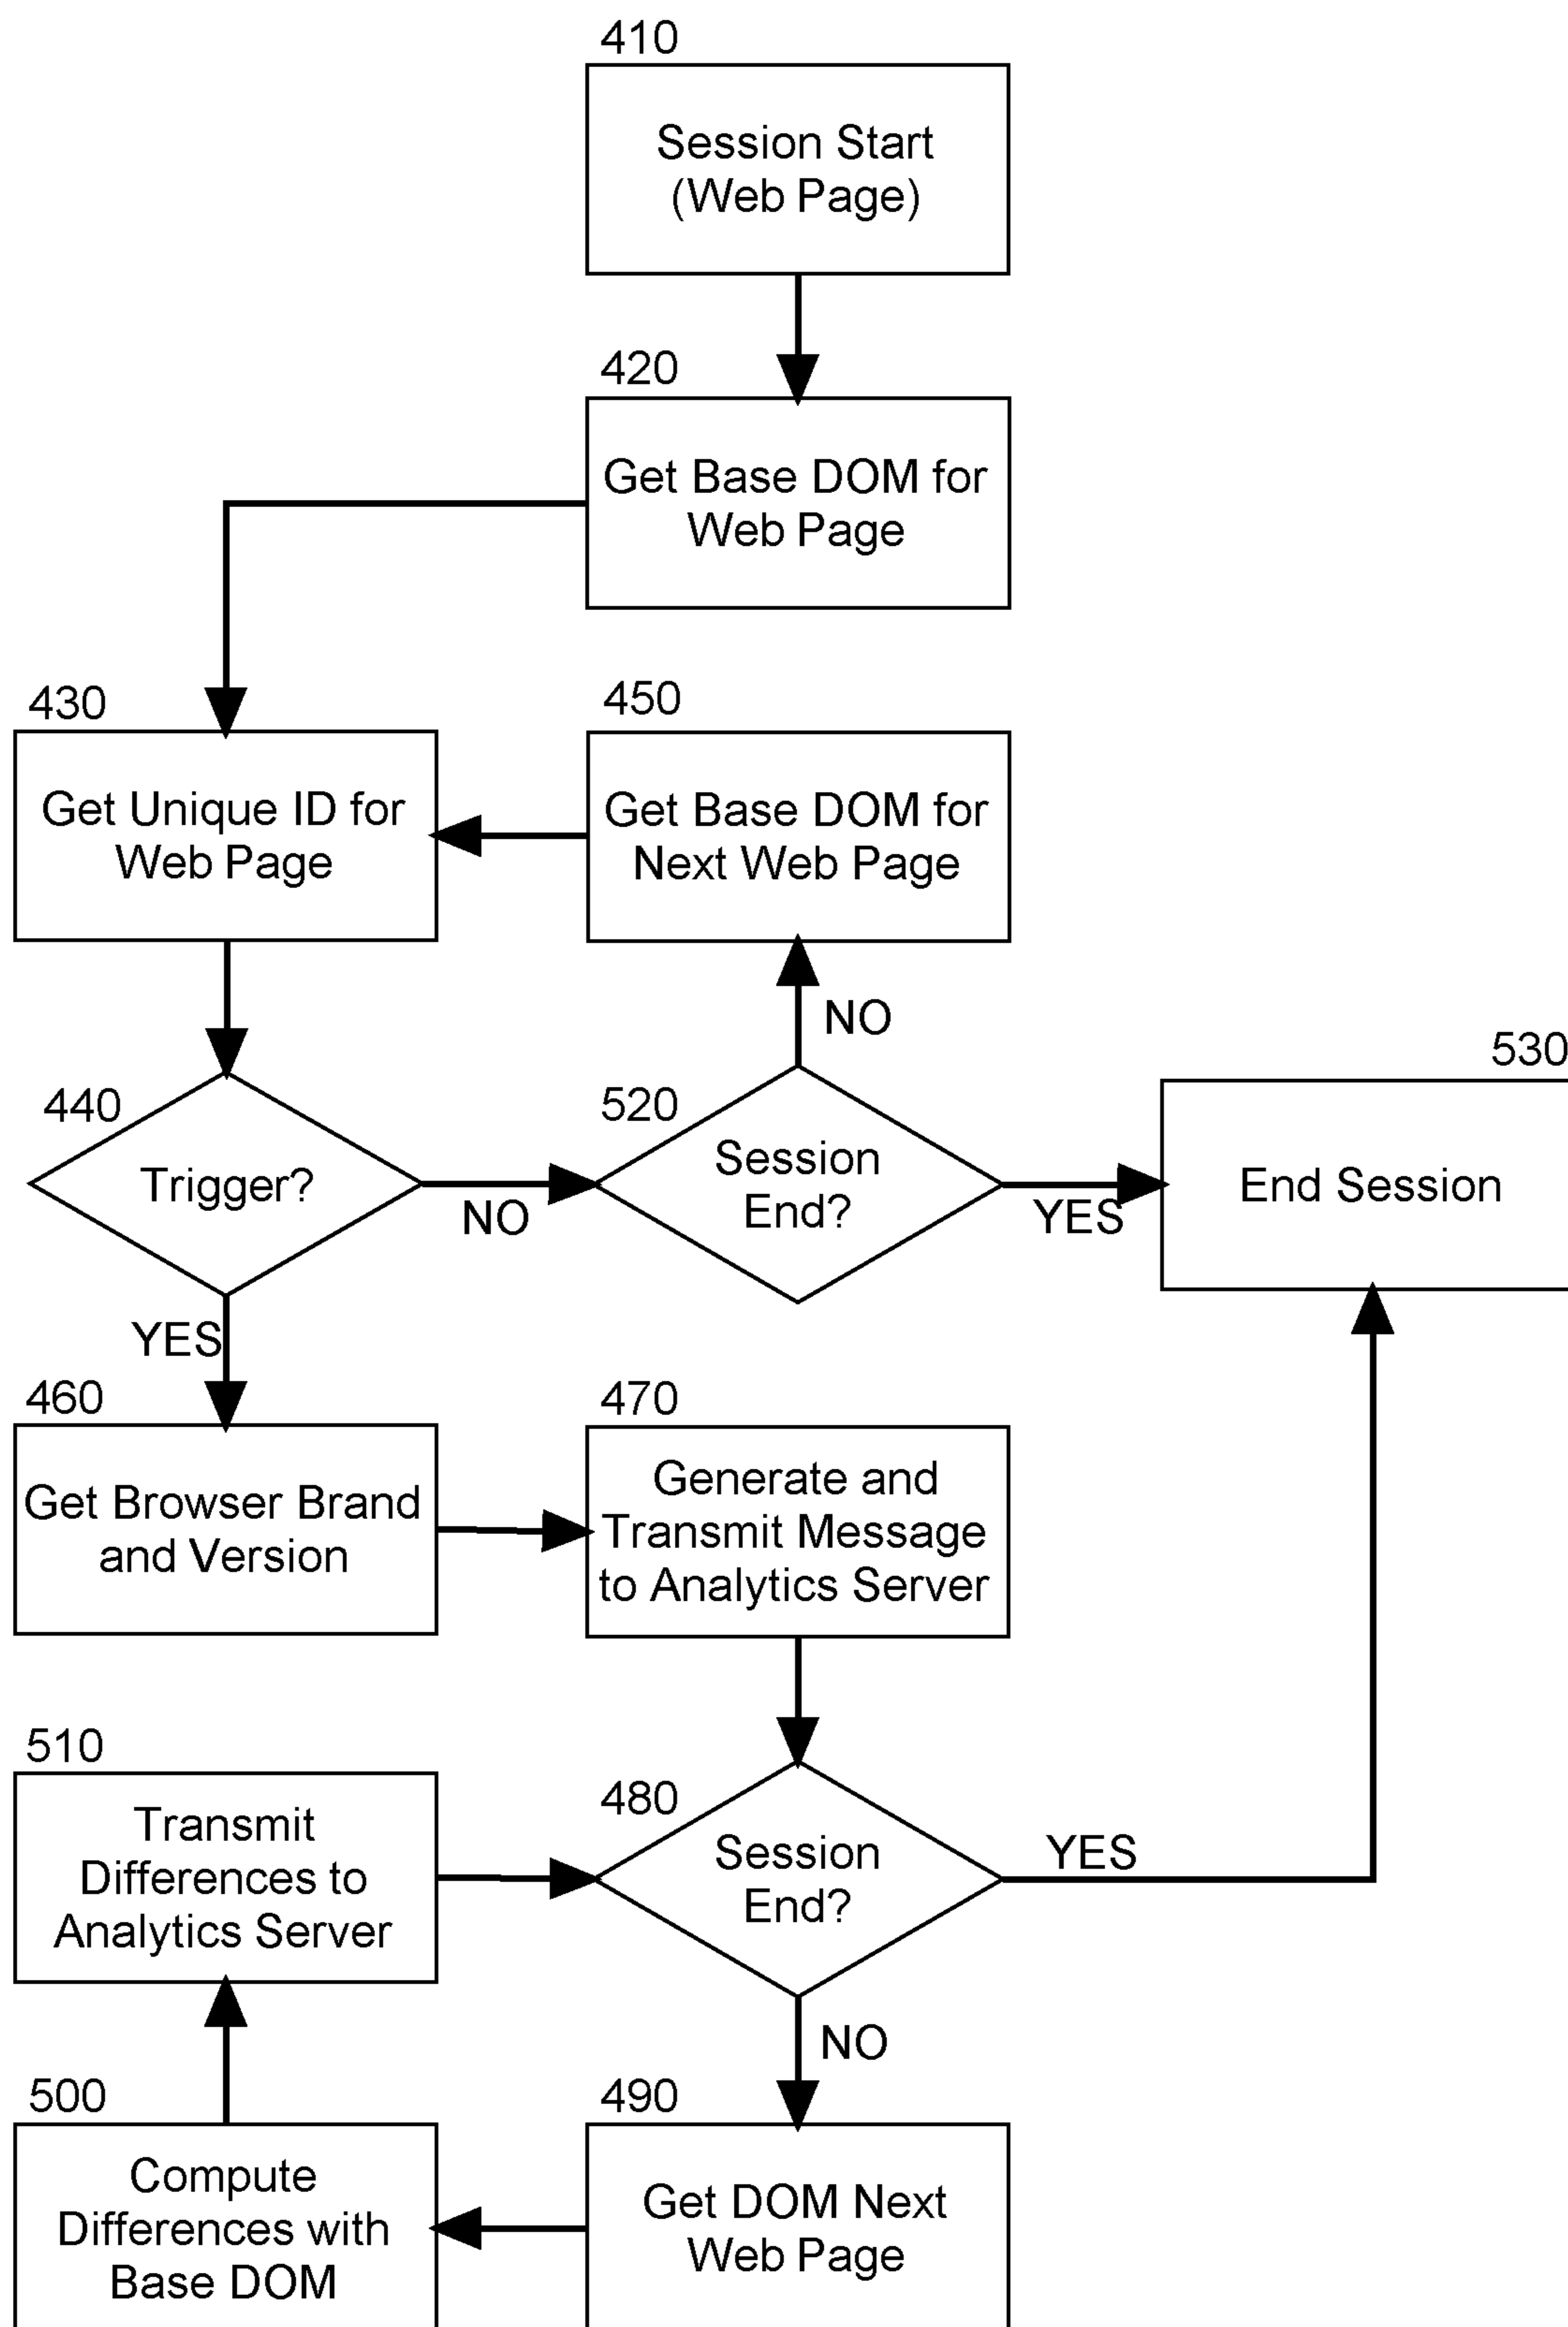 410
Session Start
(Web Page)
420
Get Base DOM for
Web Page
430
Get Unique ID for
Web Page
450
Get Base DOM for
Next Web Page
NO
530
440
Trigger?
NO
520
Session
End?
YES
End Session
YES
460
Get Browser Brand
and Version
470
Generate and
Transmit Message
to Analytics Server
510
Transmit
Differences to
Analytics Server
480
Session
End?
YES
NO
500
Compute
Differences with
Base DOM
490
Get DOM Next
Web Page